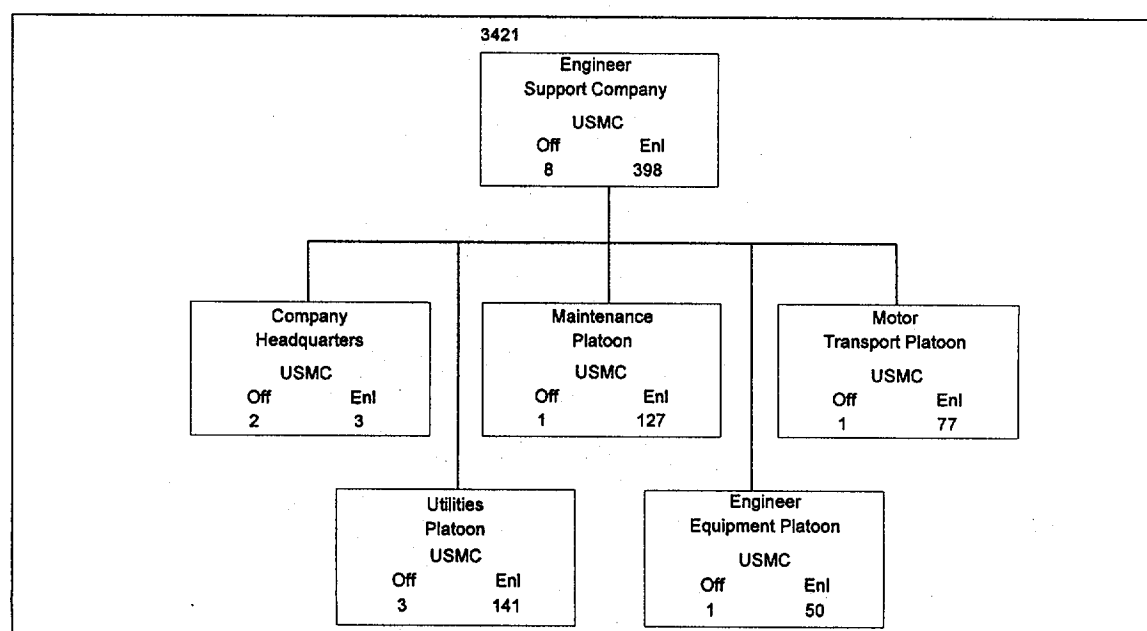 3421
Engineer
Support Company
USMC
Off Enl
8 398
Company
Headquarters
USMC
Off Enl
2 3
Maintenance
Platoon
USMC
Off Enl
1 127
Motor
Transport Platoon
USMC
Off Enl
1 77
Utilities
Platoon
USMC
Off Enl
3 141
Engineer
Equipment Platoon
USMC
Off Enl
1 50